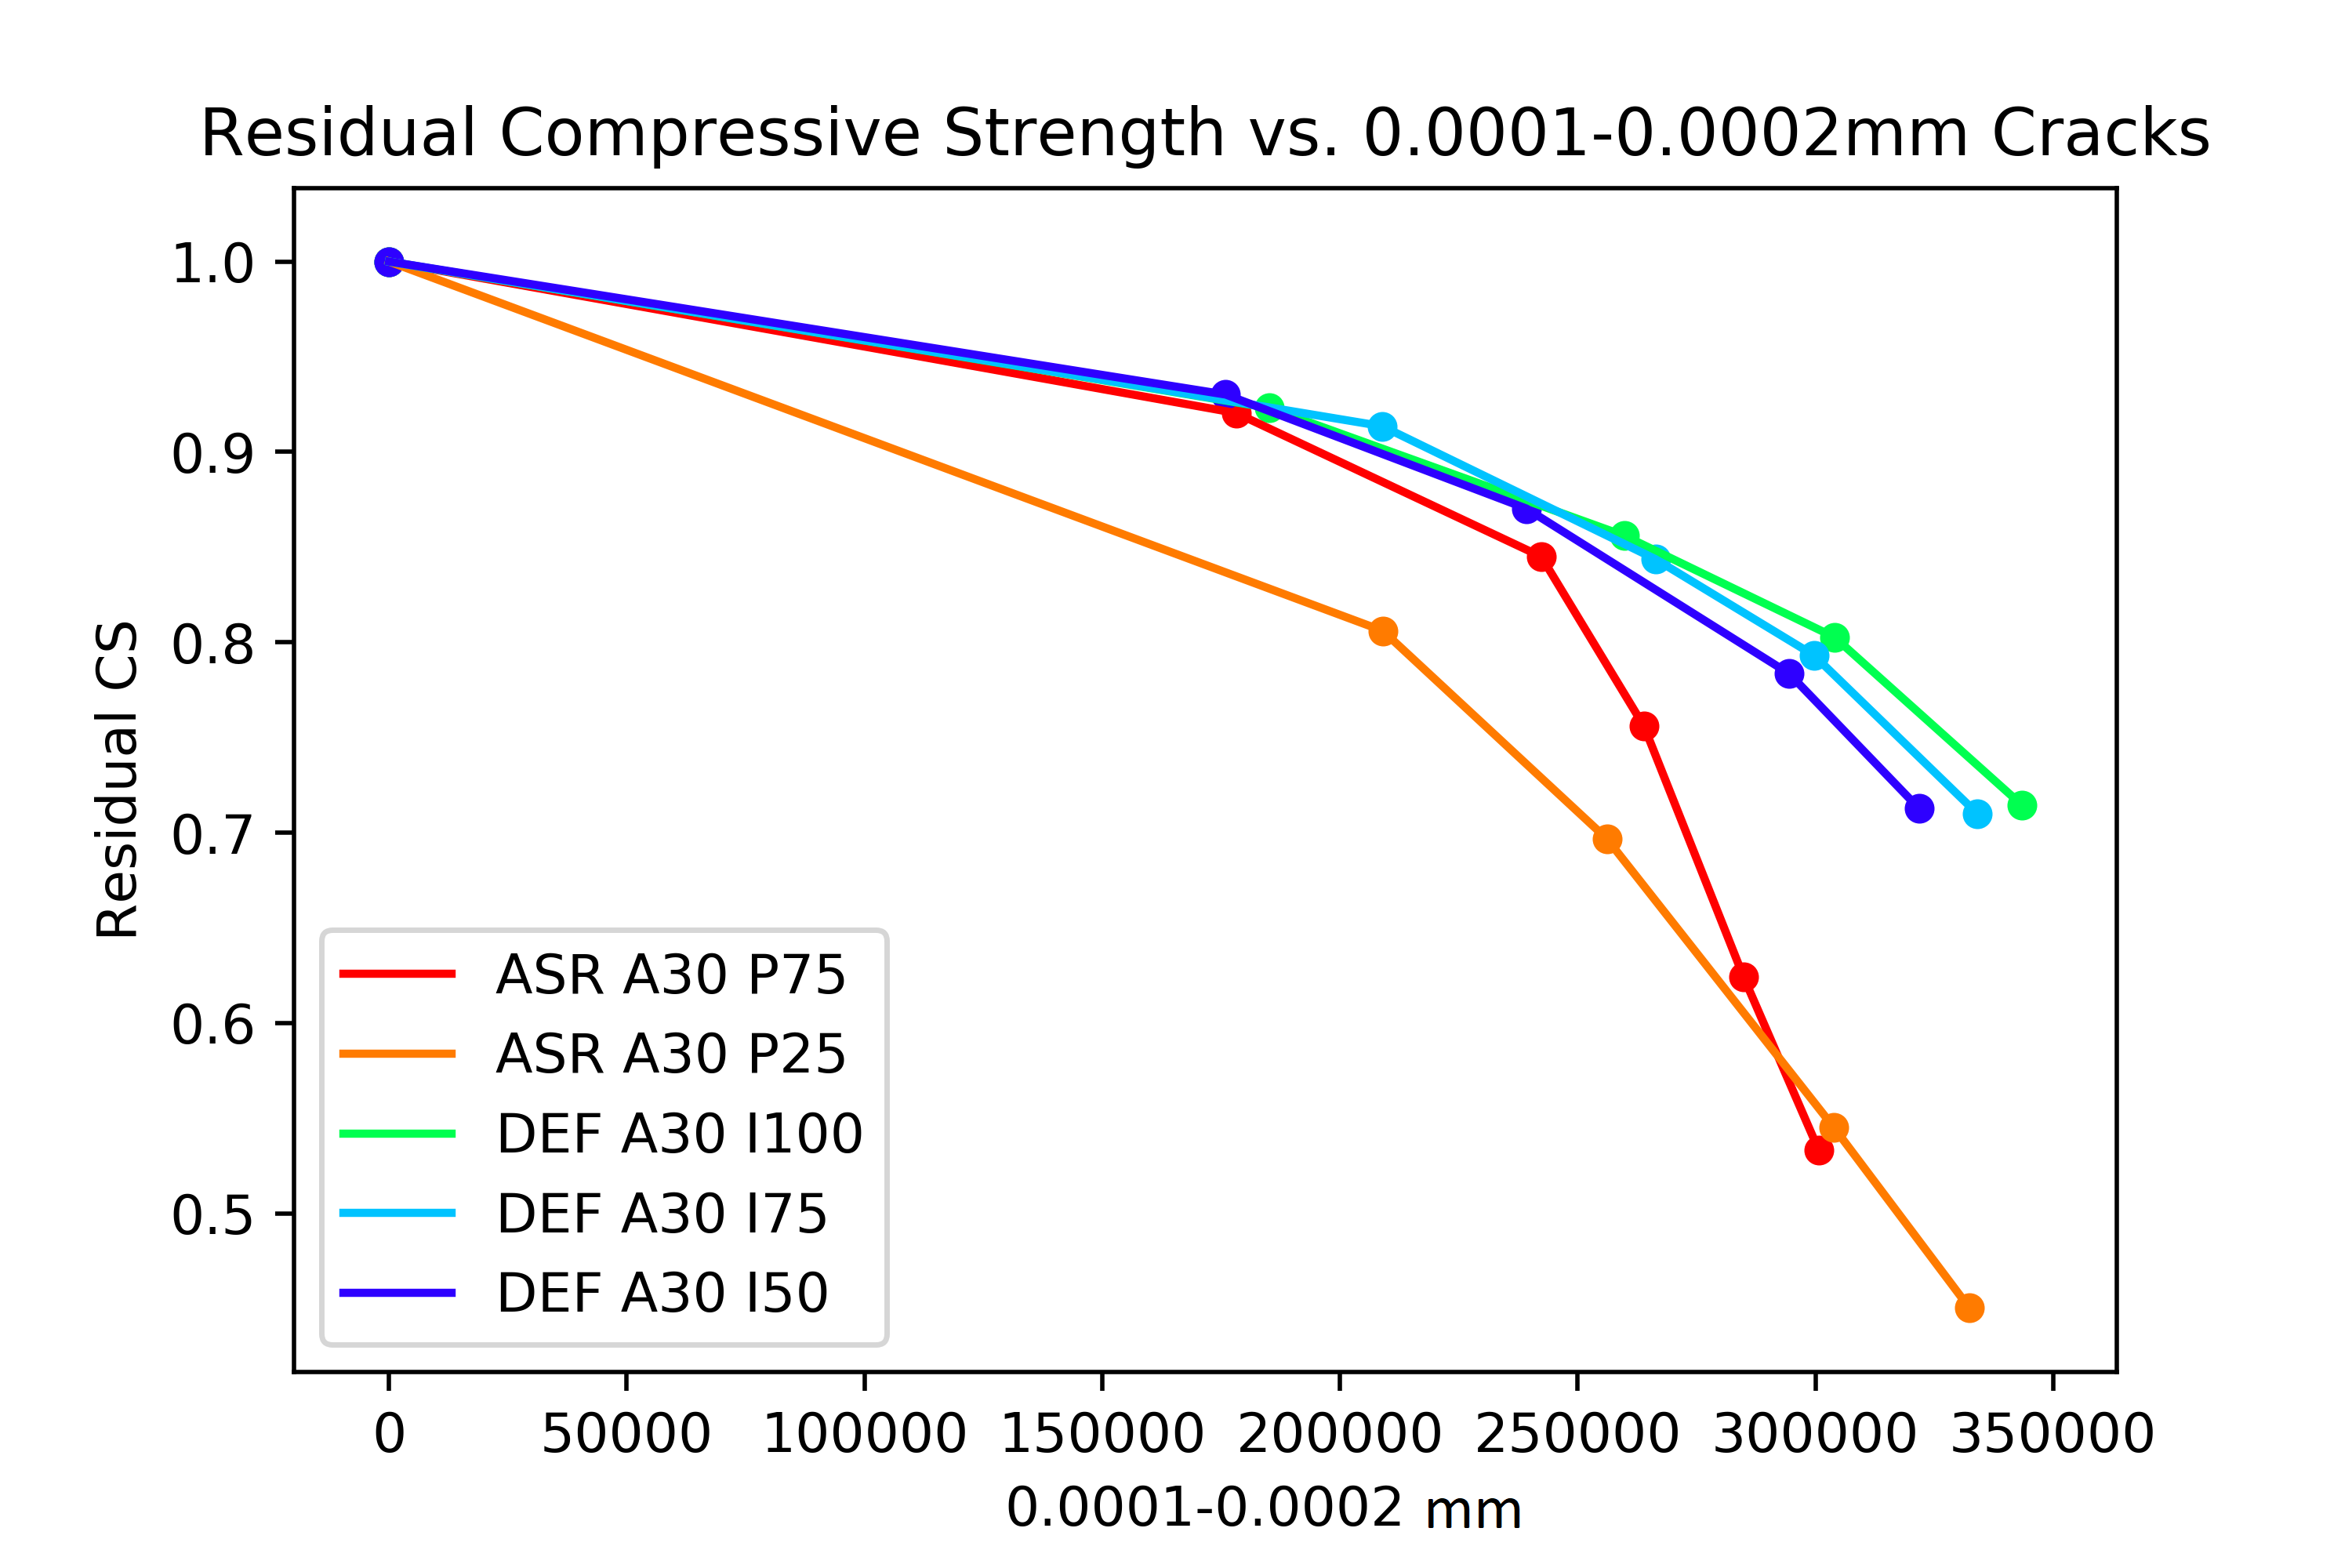 Residual Compressive Strength vs. 0.0001-0.0002mm Cracks
Residual CS
1.0
0.9
0.8
0.7
0.6
0.5
ASR A30 P75
ASR A30 P25
DEF A30 I100
DEF A30 I75
DEF A30 I50
0 50000 100000 150000 200000 250000 300000 350000
0.0001-0.0002 mm